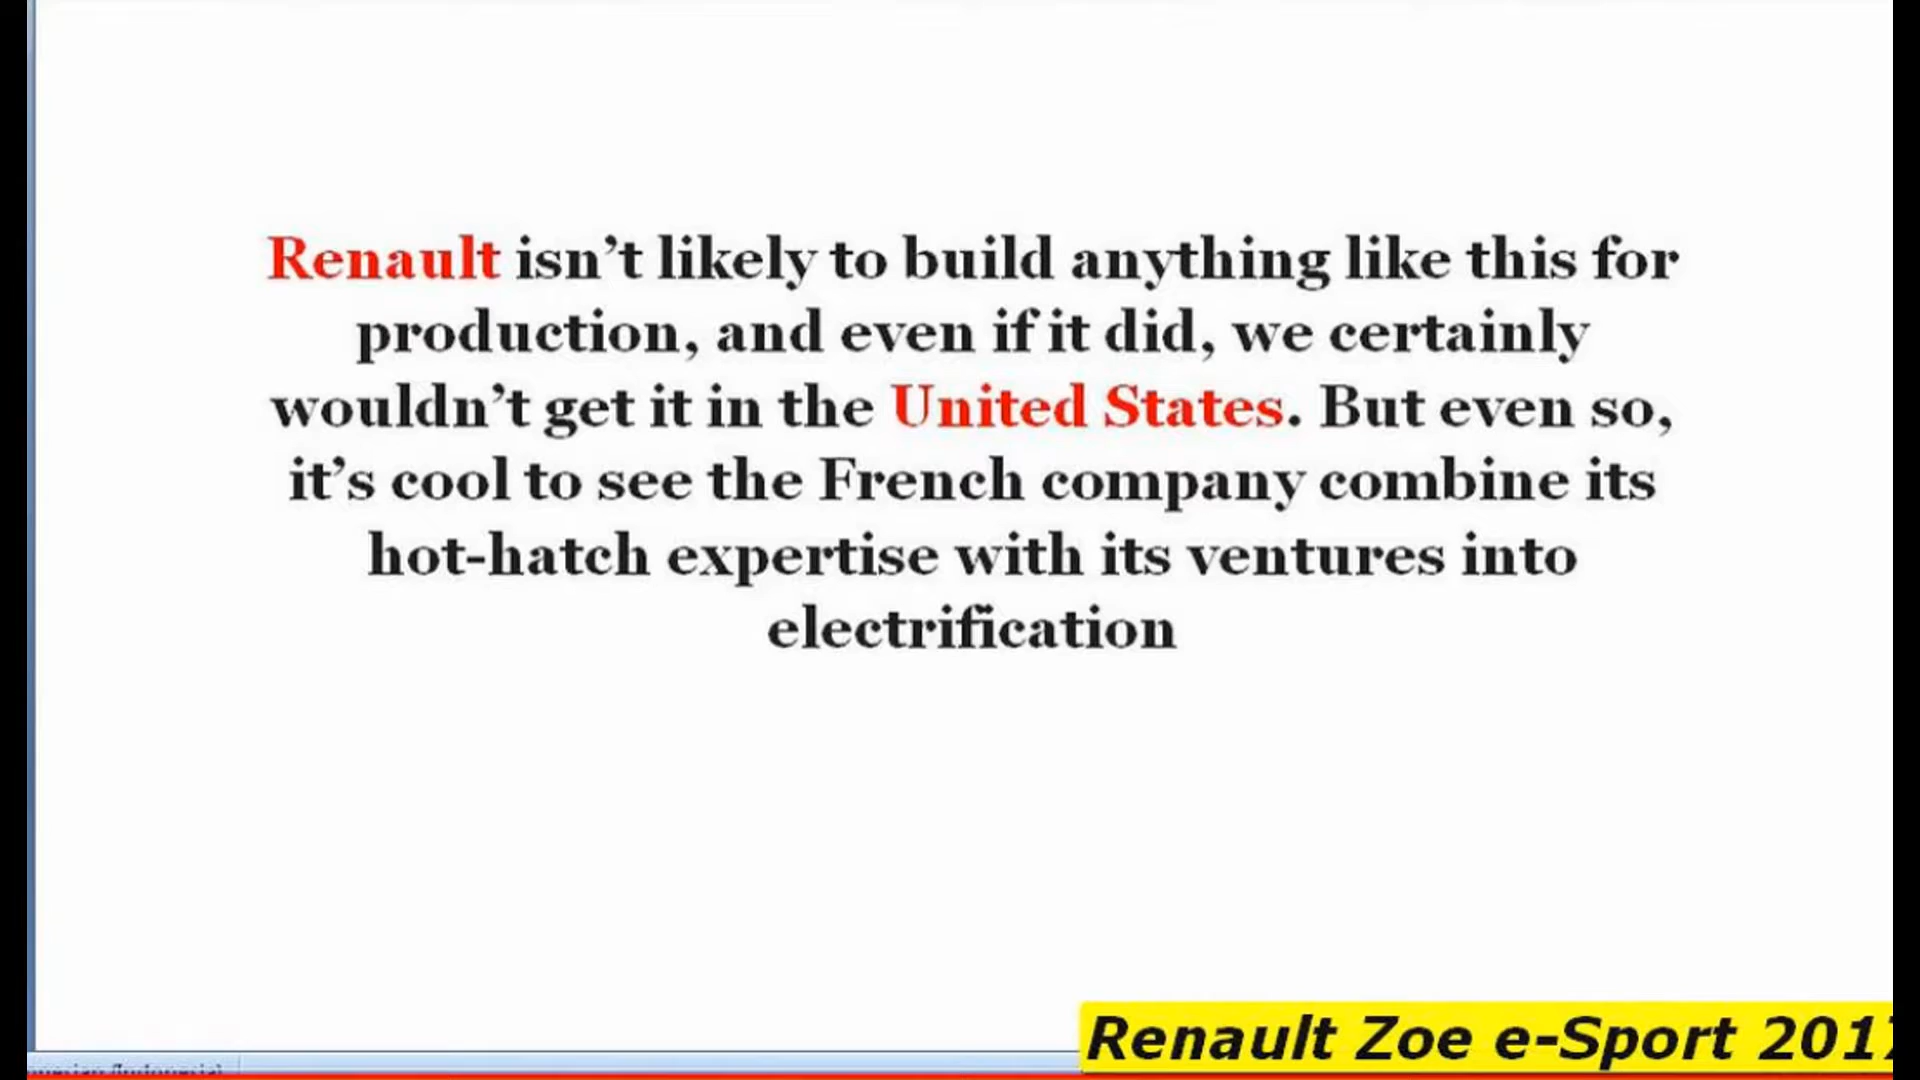 Renault isn’t likely to build anything like this for
production, and even if it did, we certainly
wouldn’t get it in the United States. But even so,
it’s cool to see the French company combine its
hot-hatch expertise with its ventures into
electrification
Renault Zoe e-Sport 2017
(Indonesia)